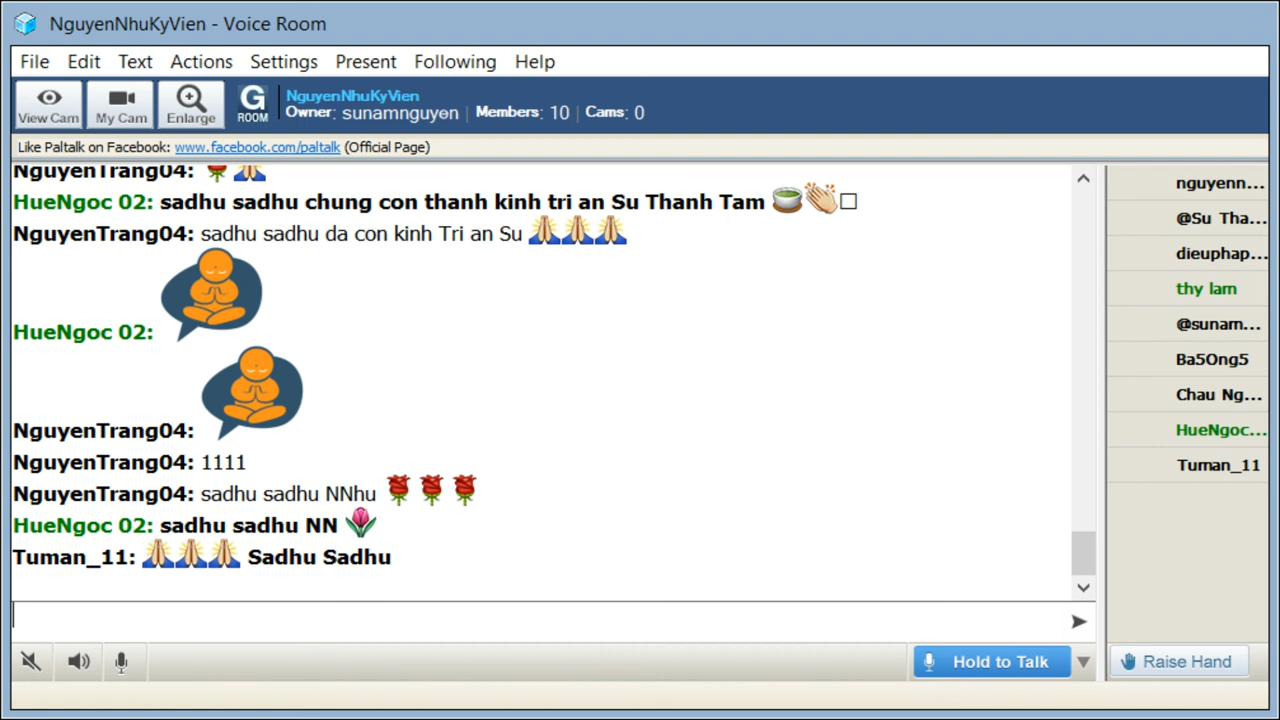 NguyenNhuKyVien - Voice Room
File Edit Text Actions Settings Present Following Help
View Cam
My Cam
Enlarge
G ROOM
NguyenNhuKyVien
Owner: sunamnguyen | Members: 10 | Cams: 0
Like Paltalk on Facebook: www.facebook.com/paltalk (Official Page)
NguyenTrang04: 🌹🙏
HueNgoc 02: sadhu sadhu chung con thanh kinh tri an Su Thanh Tam 🍵👏🏻□
NguyenTrang04: sadhu sadhu da con kinh Tri an Su 🙏🙏🙏
HueNgoc 02:
NguyenTrang04:
NguyenTrang04: 1111
NguyenTrang04: sadhu sadhu NNhu 🌹🌹🌹
HueNgoc 02: sadhu sadhu NN 🌷
Tuman_11: 🙏🙏🙏 Sadhu Sadhu
nguyenn...
@Su Tha...
dieuphap...
thy lam
@sunam...
Ba5Ong5
Chau Ng...
HueNgoc...
Tuman_11
Hold to Talk
Raise Hand